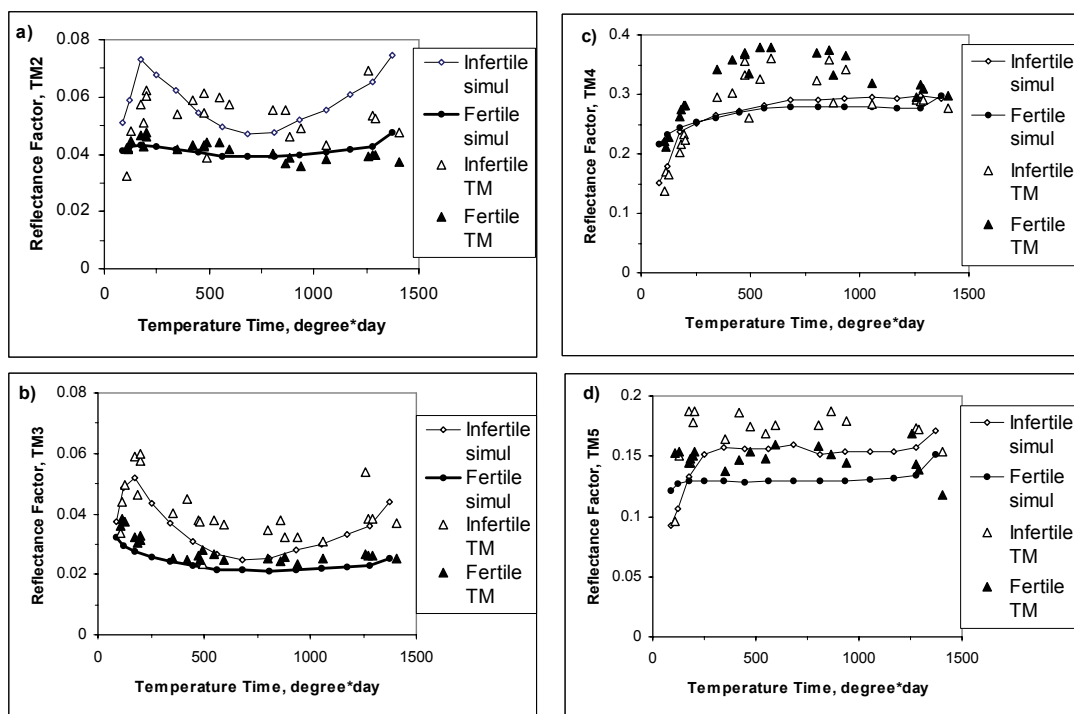 a)
0.08
0.06
0.04
0.02
0
0
500
1000
1500
Reflectance Factor, TM2
Temperature Time, degree*day
Infertile
simul
Fertile
simul
Infertile
TM
Fertile
TM
c)
0.4
0.3
0.2
0.1
0
0
500
1000
1500
Reflectance Factor, TM4
Temperature Time, degree*day
Infertile
simul
Fertile
simul
Infertile
TM
Fertile
TM
b)
0.08
0.06
0.04
0.02
0
0
500
1000
1500
Reflectance Factor, TM3
Temperature Time, degree*day
Infertile
simul
Fertile
simul
Infertile
TM
Fertile
TM
d)
0.2
0.15
0.1
0.05
0
0
500
1000
1500
Reflectance Factor, TM5
Temperature Time, degree*day
Infertile
simul
Fertile
simul
Infertile
TM
Fertile
TM